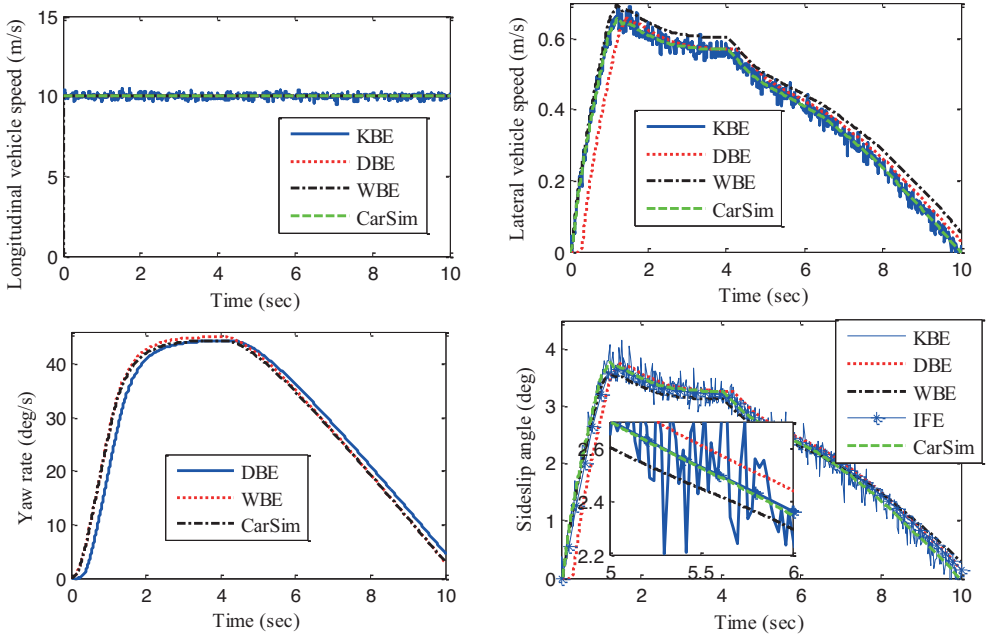 Longitudinal vehicle speed (m/s)
15
10
5
0
KBE
DBE
WBE
CarSim
0 2 4 6 8 10
Time (sec)
Lateral vehicle speed (m/s)
0.6
0.4
0.2
0
KBE
DBE
WBE
CarSim
0 2 4 6 8 10
Time (sec)
Yaw rate (deg/s)
40
30
20
10
0
DBE
WBE
CarSim
0 2 4 6 8 10
Time (sec)
Sideslip angle (deg)
4
3
2
1
0
KBE
DBE
WBE
IFE
CarSim
2.6
2.4
2.2
5 5.5 6
0 2 4 6 8 10
Time (sec)